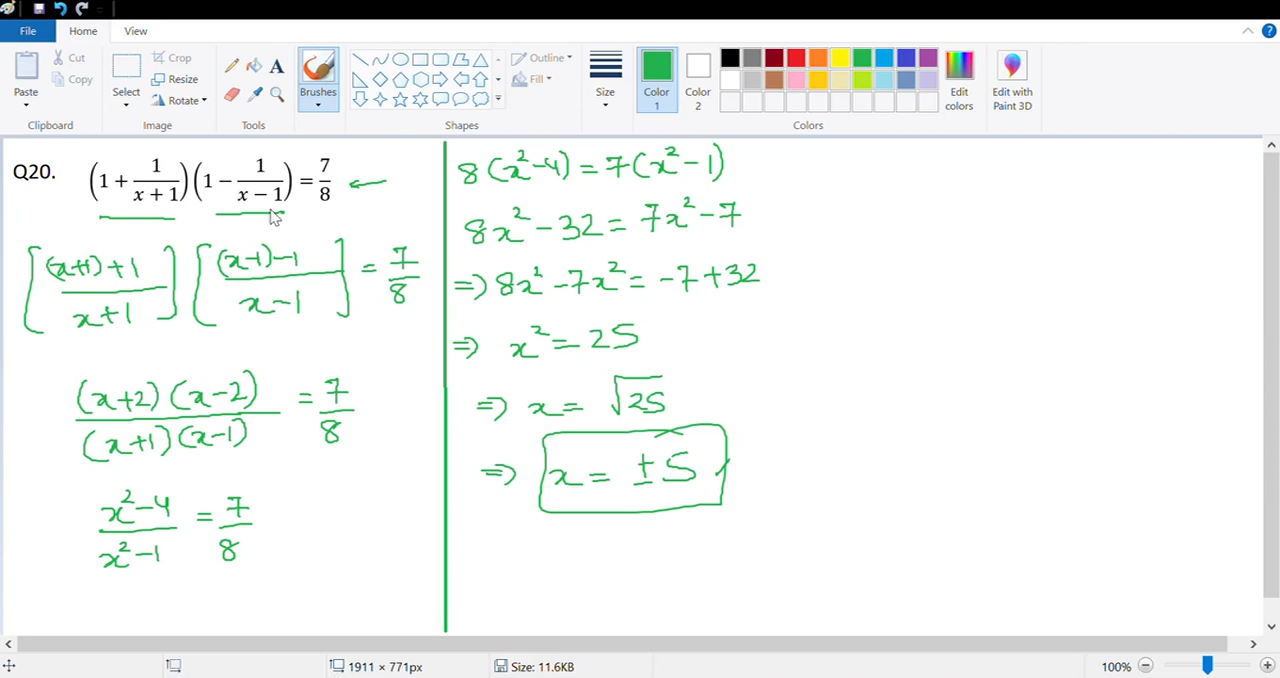 File Home View
Paste Cut Copy Select Crop Resize Rotate A Brushes Outline Fill Size Color 1 Color 2 Edit colors Edit with Paint 3D
Clipboard Image Tools Shapes Colors
Q20. (1 + 1/(x + 1))(1 − 1/(x − 1)) = 7/8
[((x+1)+1)/(x+1)] [((x-1)-1)/(x-1)] = 7/8
((x+2)(x-2))/((x+1)(x-1)) = 7/8
(x²-4)/(x²-1) = 7/8
8(x²-4) = 7(x²-1)
8x² - 32 = 7x² - 7
=> 8x² - 7x² = -7+32
=> x² = 25
=> x = √25
=> x = ±5
1911 × 771px Size: 11.6KB 100%